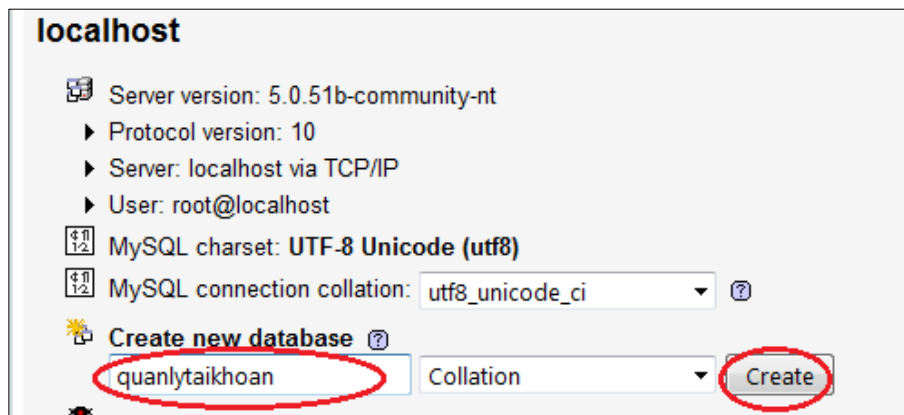 localhost
Server version: 5.0.51b-community-nt
Protocol version: 10
Server: localhost via TCP/IP
User: root@localhost
MySQL charset: UTF-8 Unicode (utf8)
MySQL connection collation: utf8_unicode_ci
Create new database
quanlytaikhoan Collation Create